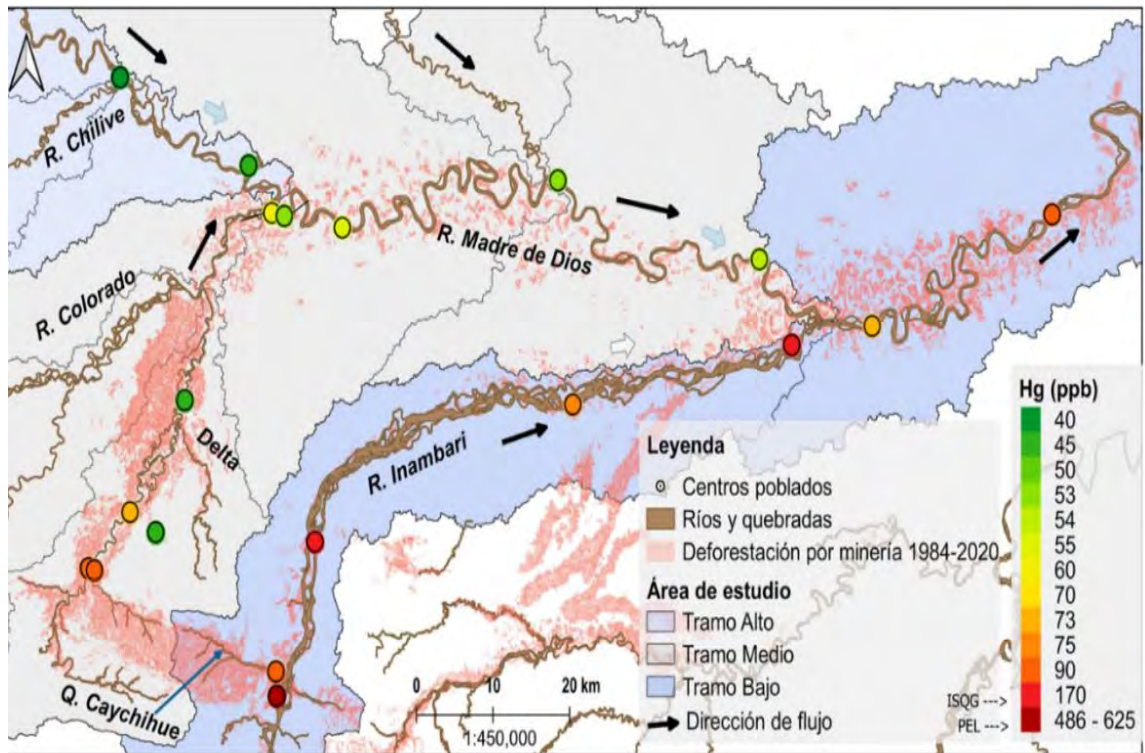 R. Chilive
R. Madre de Dios
R. Colorado
Delta
R. Inambari
Q. Caychihue
Hg (ppb)
40
45
50
53
54
55
60
70
73
75
90
170
486 - 625
ISQG --->
PEL --->
Leyenda
Centros poblados
Ríos y quebradas
Deforestación por minería 1984-2020
Área de estudio
Tramo Alto
Tramo Medio
Tramo Bajo
Dirección de flujo
0 10 20 km
1:450,000